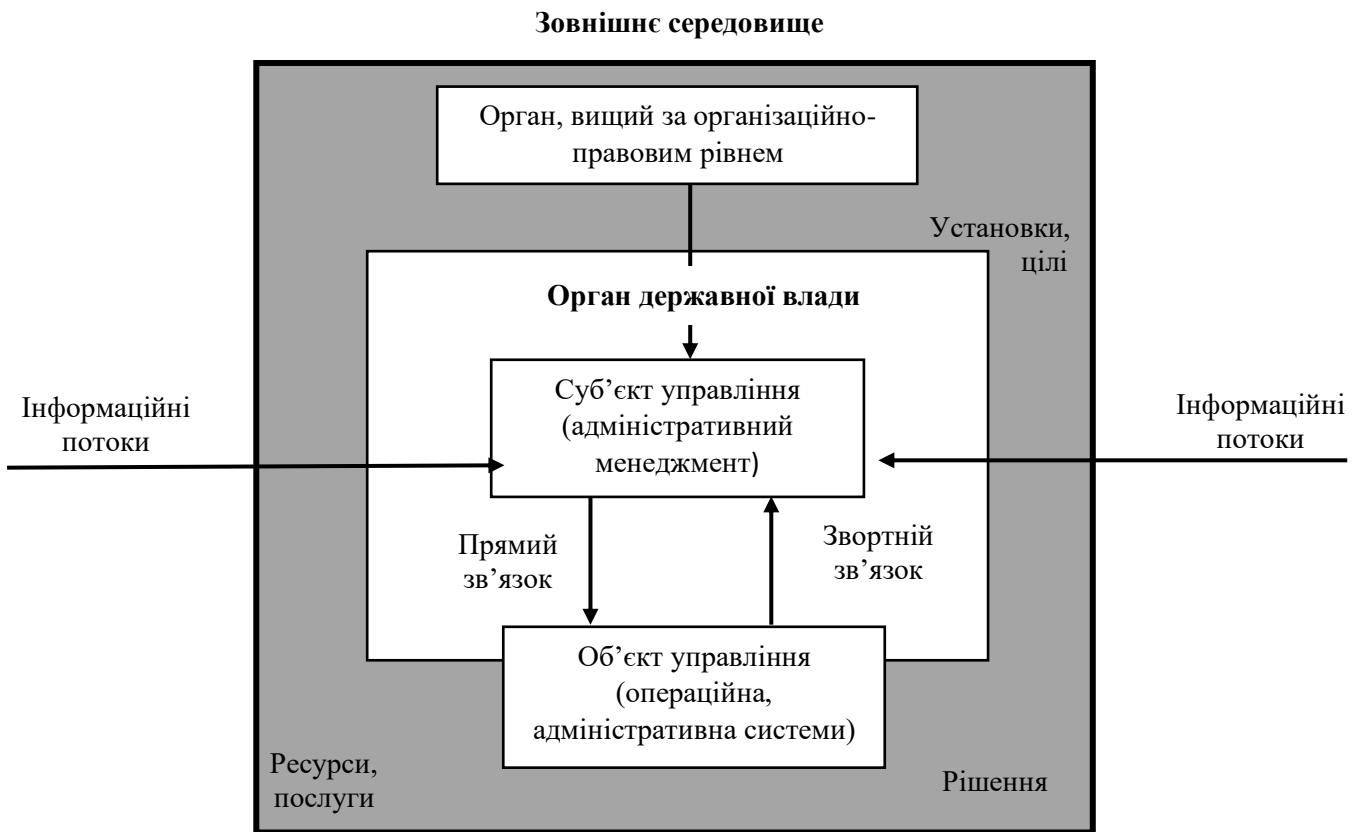 Зовнішнє середовище
Орган, вищий за організаційно-
правовим рівнем
Установки,
цілі
Орган державної влади
Суб’єкт управління
(адміністративний
менеджмент)
Інформаційні
потоки
Інформаційні
потоки
Прямий
зв’язок
Звортній
зв’язок
Об’єкт управління
(операційна,
адміністративна системи)
Ресурси,
послуги
Рішення